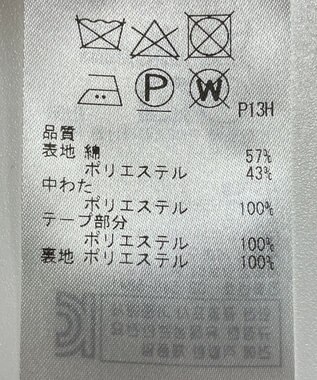 P
W
P13H
品質
表地 綿 57%
ポリエステル 43%
中わた
ポリエステル 100%
テープ部分
ポリエステル 100%
裏地 ポリエステル 100%